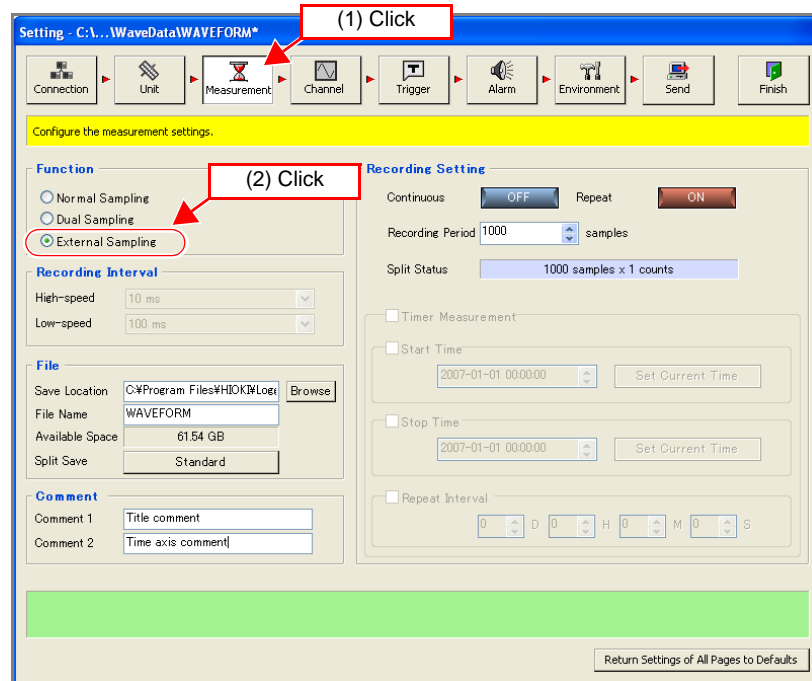 (1) Click
Setting - C:\...\WaveData\WAVEFORM*
Connection
Unit
Measurement
Channel
Trigger
Alarm
Environment
Send
Finish
Configure the measurement settings.
Function
(2) Click
Normal Sampling
Dual Sampling
External Sampling
Recording Interval
High-speed 10 ms
Low-speed 100 ms
File
Save Location C:¥Program Files¥HIOKI¥Logg Browse
File Name WAVEFORM
Available Space 61.54 GB
Split Save Standard
Comment
Comment 1 Title comment
Comment 2 Time axis comment
Recording Setting
Continuous OFF Repeat ON
Recording Period 1000 samples
Split Status 1000 samples x 1 counts
Timer Measurement
Start Time
2007-01-01 00:00:00 Set Current Time
Stop Time
2007-01-01 00:00:00 Set Current Time
Repeat Interval
0 D 0 H 0 M 0 S
Return Settings of All Pages to Defaults